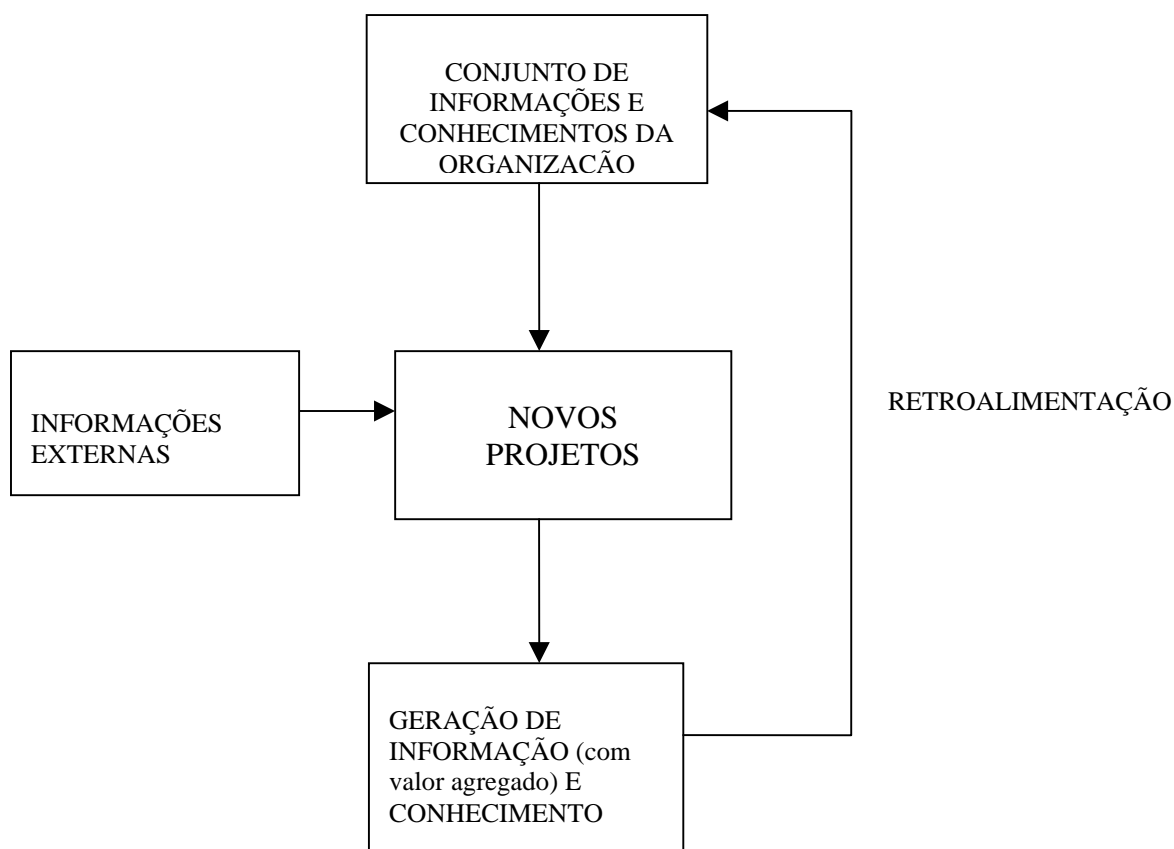 CONJUNTO DE
INFORMAÇÕES E
CONHECIMENTOS DA
ORGANIZACÃO
INFORMAÇÕES
EXTERNAS
NOVOS
PROJETOS
RETROALIMENTAÇÃO
GERAÇÃO DE
INFORMAÇÃO (com
valor agregado) E
CONHECIMENTO